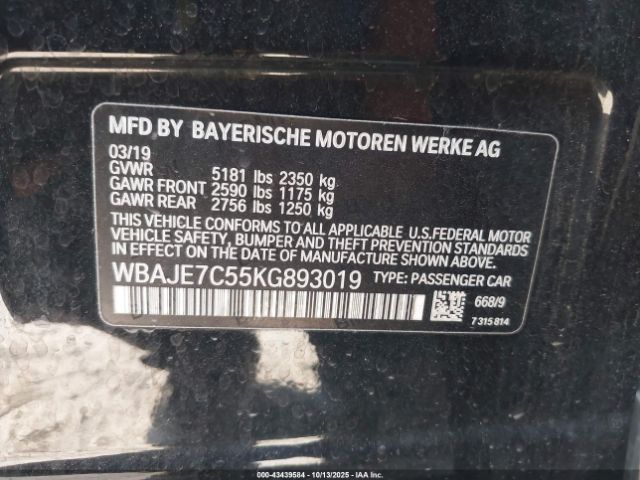 MFD BY BAYERISCHE MOTOREN WERKE AG
03/19
GVWR 5181 lbs 2350 kg
GAWR FRONT 2590 lbs 1175 kg
GAWR REAR 2756 lbs 1250 kg
THIS VEHICLE CONFORMS TO ALL APPLICABLE U.S.FEDERAL MOTOR
VEHICLE SAFETY, BUMPER AND THEFT PREVENTION STANDARDS
IN EFFECT ON THE DATE OF MANUFACTURE SHOWN ABOVE.
WBAJE7C55KG893019 TYPE: PASSENGER CAR
668/9
7 315 814
000-43439584 - 10/13/2025 - IAA Inc.